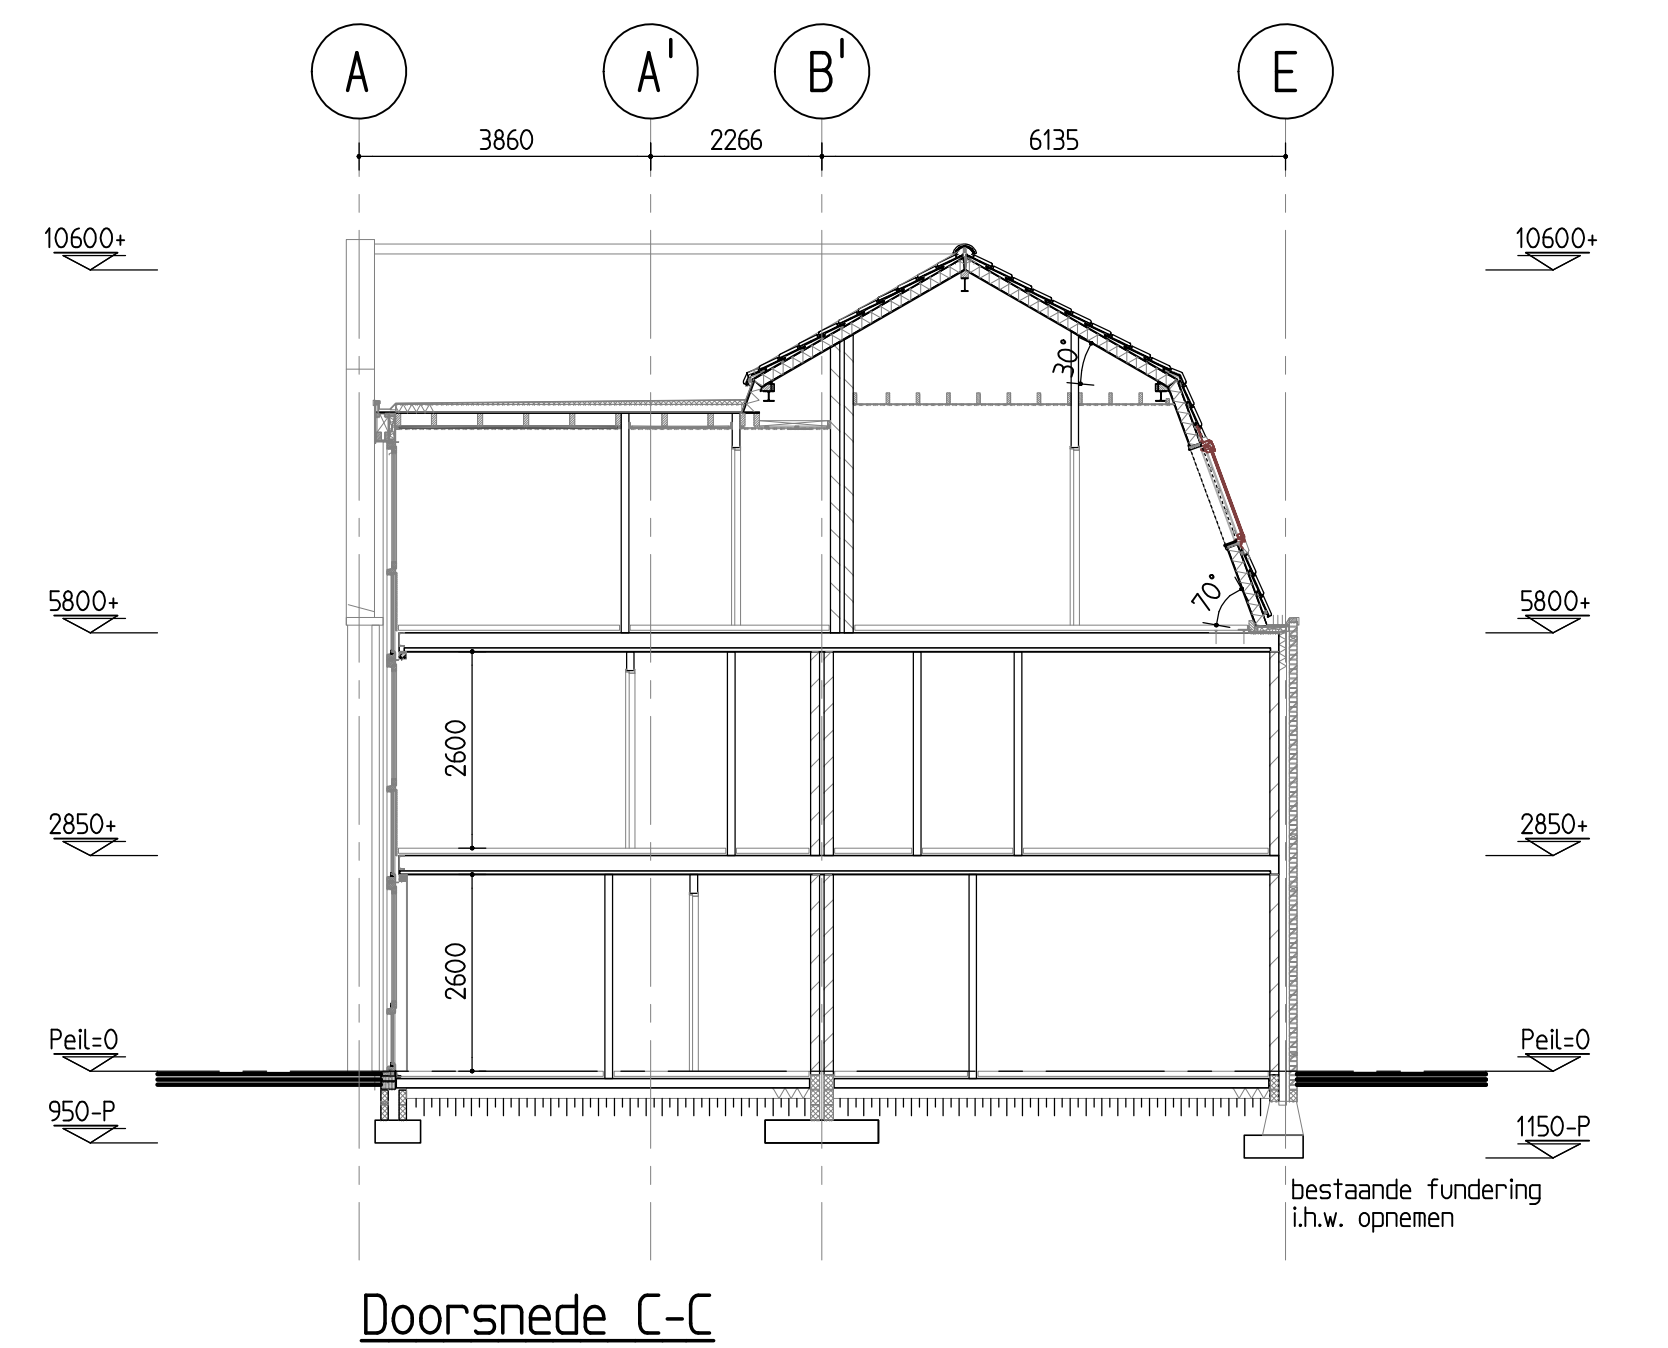 A A' B' E
3860 2266 6135
10600+ 10600+
30°
5800+ 70° 5800+
2600
2850+ 2850+
2600
Peil=0 Peil=0
950-P 1150-P
bestaande fundering
i.h.w. opnemen
Doorsnede C-C